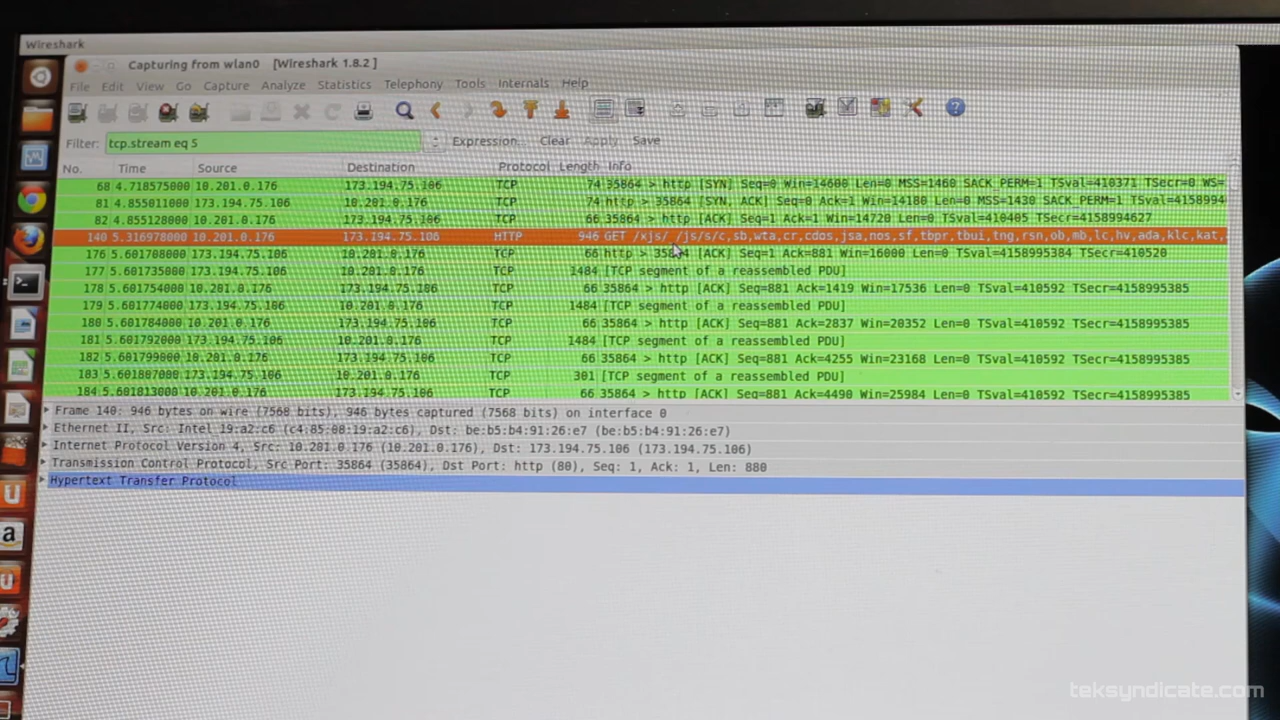 Wireshark
Capturing from wlan0 [Wireshark 1.8.2 ]
File Edit View Go Capture Analyze Statistics Telephony Tools Internals Help
Filter: tcp.stream eq 5 Expression... Clear Apply Save
No. Time Source Destination Protocol Length Info
68 4.718575000 10.201.0.176 173.194.75.106 TCP 74 35864 > http [SYN] Seq=0 Win=14600 Len=0 MSS=1460 SACK_PERM=1 TSval=410371 TSecr=0 WS=
81 4.855011000 173.194.75.106 10.201.0.176 TCP 74 http > 35864 [SYN, ACK] Seq=0 Ack=1 Win=14180 Len=0 MSS=1430 SACK_PERM=1 TSval=4158994
82 4.855128000 10.201.0.176 173.194.75.106 TCP 66 35864 > http [ACK] Seq=1 Ack=1 Win=14720 Len=0 TSval=410405 TSecr=4158994627
140 5.316978000 10.201.0.176 173.194.75.106 HTTP 946 GET /xjs/_/js/s/c,sb,wta,cr,cdos,jsa,nos,sf,tbpr,tbui,tng,rsn,ob,mb,lc,hv,ada,klc,kat,
176 5.601708000 173.194.75.106 10.201.0.176 TCP 66 http > 35864 [ACK] Seq=1 Ack=881 Win=16000 Len=0 TSval=4158995384 TSecr=410520
177 5.601735000 173.194.75.106 10.201.0.176 TCP 1484 [TCP segment of a reassembled PDU]
178 5.601754000 10.201.0.176 173.194.75.106 TCP 66 35864 > http [ACK] Seq=881 Ack=1419 Win=17536 Len=0 TSval=410592 TSecr=4158995385
179 5.601774000 173.194.75.106 10.201.0.176 TCP 1484 [TCP segment of a reassembled PDU]
180 5.601784000 10.201.0.176 173.194.75.106 TCP 66 35864 > http [ACK] Seq=881 Ack=2837 Win=20352 Len=0 TSval=410592 TSecr=4158995385
181 5.601792000 173.194.75.106 10.201.0.176 TCP 1484 [TCP segment of a reassembled PDU]
182 5.601799000 10.201.0.176 173.194.75.106 TCP 66 35864 > http [ACK] Seq=881 Ack=4255 Win=23168 Len=0 TSval=410592 TSecr=4158995385
183 5.601807000 173.194.75.106 10.201.0.176 TCP 301 [TCP segment of a reassembled PDU]
184 5.601813000 10.201.0.176 173.194.75.106 TCP 66 35864 > http [ACK] Seq=881 Ack=4490 Win=25984 Len=0 TSval=410592 TSecr=4158995385
Frame 140: 946 bytes on wire (7568 bits), 946 bytes captured (7568 bits) on interface 0
Ethernet II, Src: Intel 19:a2:c6 (c4:85:08:19:a2:c6), Dst: be:b5:b4:91:26:e7 (be:b5:b4:91:26:e7)
Internet Protocol Version 4, Src: 10.201.0.176 (10.201.0.176), Dst: 173.194.75.106 (173.194.75.106)
Transmission Control Protocol, Src Port: 35864 (35864), Dst Port: http (80), Seq: 1, Ack: 1, Len: 880
Hypertext Transfer Protocol
teksyndicate.com